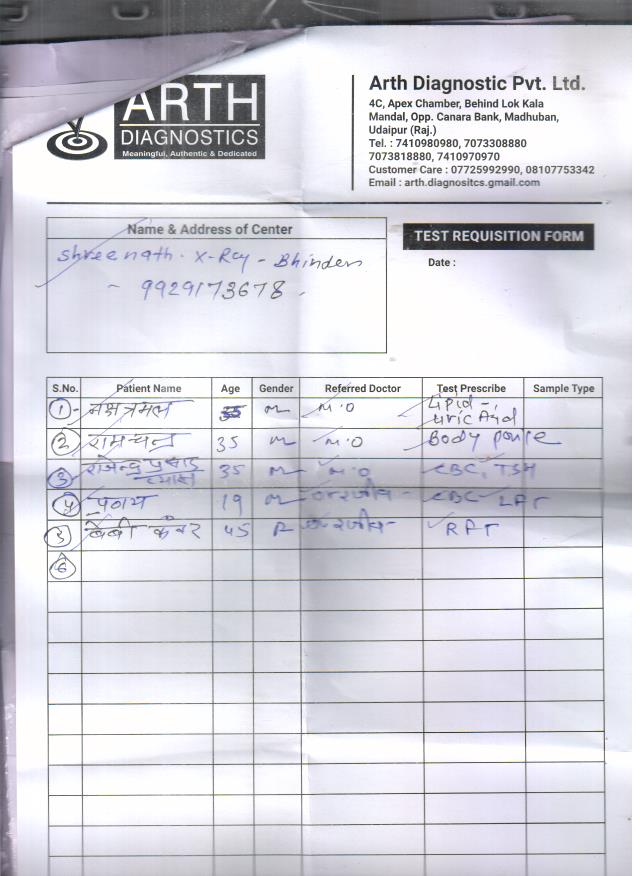 ARTH
DIAGNOSTICS
Meaningful, Authentic & Dedicated
Arth Diagnostic Pvt. Ltd.
4C, Apex Chamber, Behind Lok Kala
Mandal, Opp. Canara Bank, Madhuban,
Udaipur (Raj.)
Tel. : 7410980980, 7073308880
7073818880, 7410970970
Customer Care : 07725992990, 08107753342
Email : arth.diagnositcs.gmail.com
Name & Address of Center
Shreenath. X-Ray - Bhinder
- 9929173678.
TEST REQUISITION FORM
Date :
S.No. Patient Name Age Gender Referred Doctor Test Prescribe Sample Type
1 M M.O Lipid -,
Uric Acid
2 रामचन्द्र 35 M M.O Body
3 राजेन्द्र प्रसाद 35 M M.O CBC, TSH
व्यास
4 19 M CBC - LFT
5 बेबी कंवर 45 F RFT
6